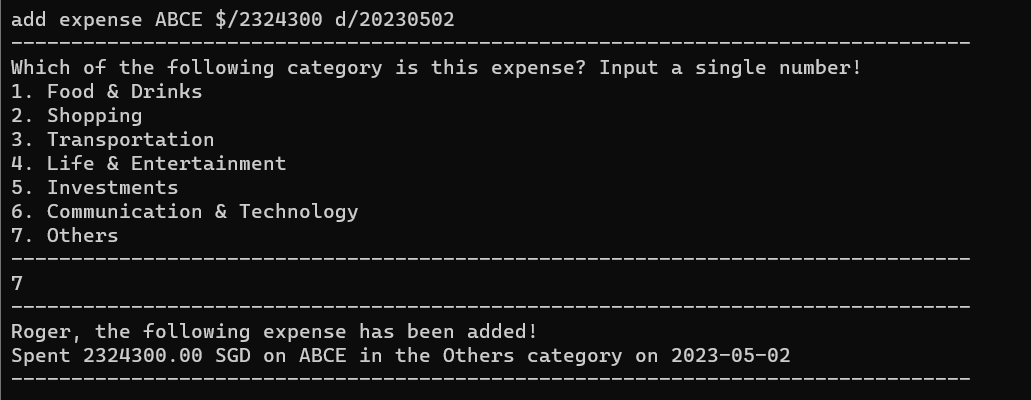 add expense ABCE $/2324300 d/20230502
--------------------------------------------------------------------------------
Which of the following category is this expense? Input a single number!
1. Food & Drinks
2. Shopping
3. Transportation
4. Life & Entertainment
5. Investments
6. Communication & Technology
7. Others
--------------------------------------------------------------------------------
7
--------------------------------------------------------------------------------
Roger, the following expense has been added!
Spent 2324300.00 SGD on ABCE in the Others category on 2023-05-02
--------------------------------------------------------------------------------